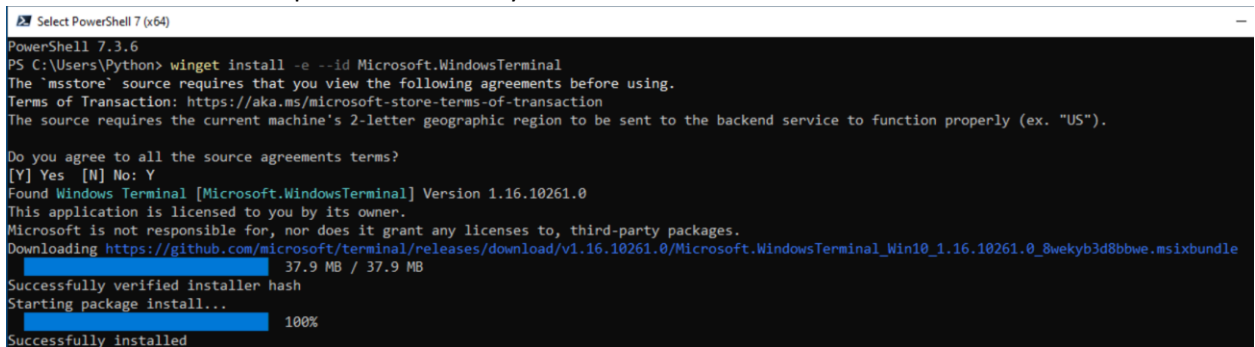 Select PowerShell 7 (x64)
PowerShell 7.3.6
PS C:\Users\Python> winget install -e --id Microsoft.WindowsTerminal
The `msstore` source requires that you view the following agreements before using.
Terms of Transaction: https://aka.ms/microsoft-store-terms-of-transaction
The source requires the current machine's 2-letter geographic region to be sent to the backend service to function properly (ex. "US").
Do you agree to all the source agreements terms?
[Y] Yes  [N] No: Y
Found Windows Terminal [Microsoft.WindowsTerminal] Version 1.16.10261.0
This application is licensed to you by its owner.
Microsoft is not responsible for, nor does it grant any licenses to, third-party packages.
Downloading https://github.com/microsoft/terminal/releases/download/v1.16.10261.0/Microsoft.WindowsTerminal_Win10_1.16.10261.0_8wekyb3d8bbwe.msixbundle
37.9 MB / 37.9 MB
Successfully verified installer hash
Starting package install...
100%
Successfully installed